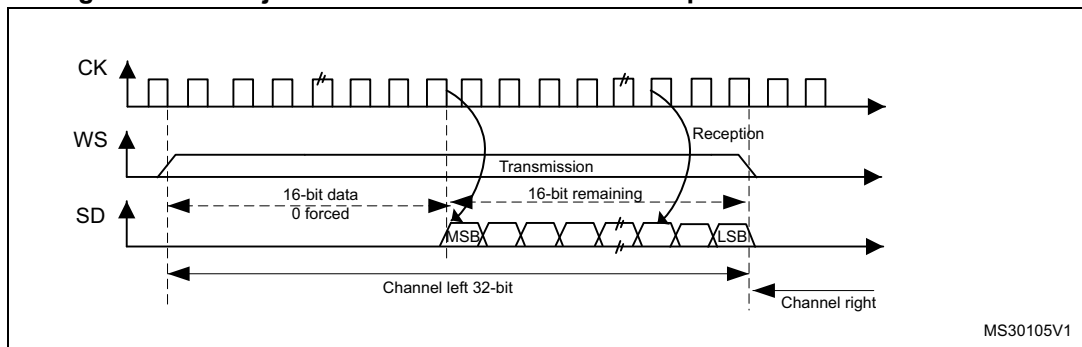 CK
Reception
WS
Transmission
16-bit data
0 forced
16-bit remaining
SD
MSB
LSB
Channel left 32-bit
Channel right
MS30105V1